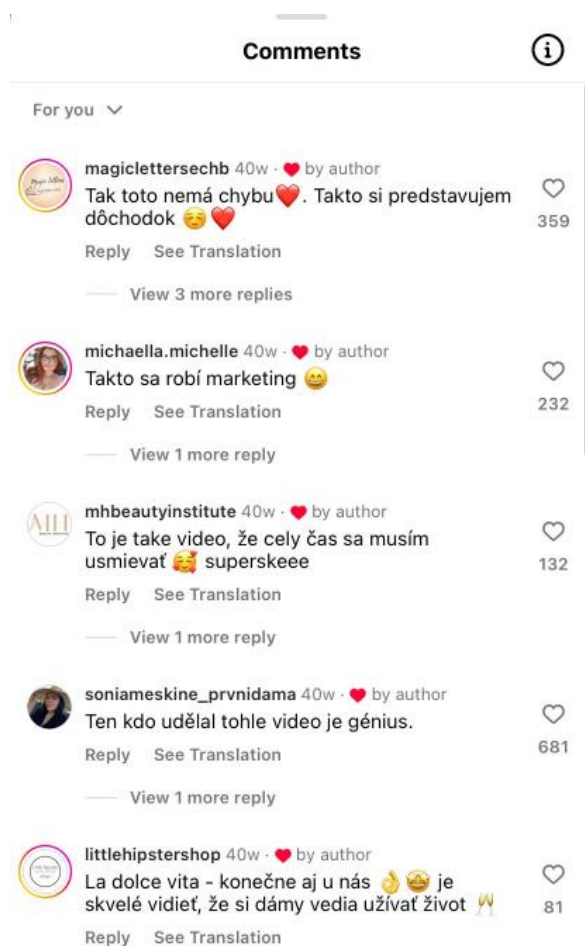 Comments
For you
magiclettersechb 40w · ❤️ by author
Tak toto nemá chybu❤️. Takto si predstavujem
dôchodok ☺️❤️
359
Reply See Translation
View 3 more replies
michaella.michelle 40w · ❤️ by author
Takto sa robí marketing 😄
232
Reply See Translation
View 1 more reply
mhbeautyinstitute 40w · ❤️ by author
To je take video, že cely čas sa musím
usmievať 🥰 superskeee
132
Reply See Translation
View 1 more reply
soniameskine_prvnidama 40w · ❤️ by author
Ten kdo udělal tohle video je génius.
681
Reply See Translation
View 1 more reply
littlehipstershop 40w · ❤️ by author
La dolce vita - konečne aj u nás 👌🤩 je
skvelé vidieť, že si dámy vedia užívať život 🥂
81
Reply See Translation